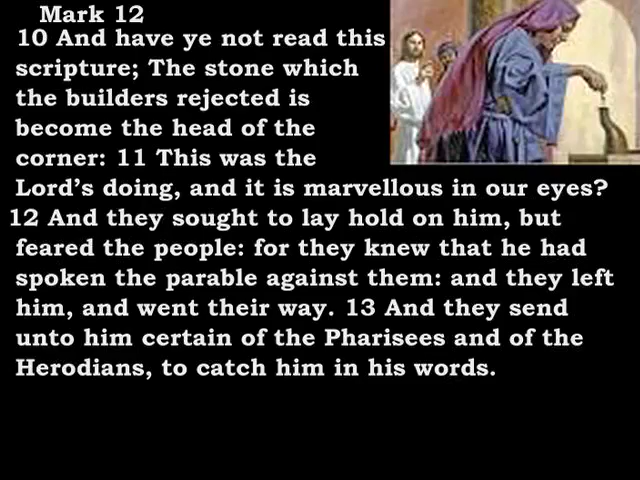 Mark 12
10 And have ye not read this
scripture; The stone which
the builders rejected is
become the head of the
corner: 11 This was the
Lord's doing, and it is marvellous in our eyes?
12 And they sought to lay hold on him, but
feared the people: for they knew that he had
spoken the parable against them: and they left
him, and went their way. 13 And they send
unto him certain of the Pharisees and of the
Herodians, to catch him in his words.